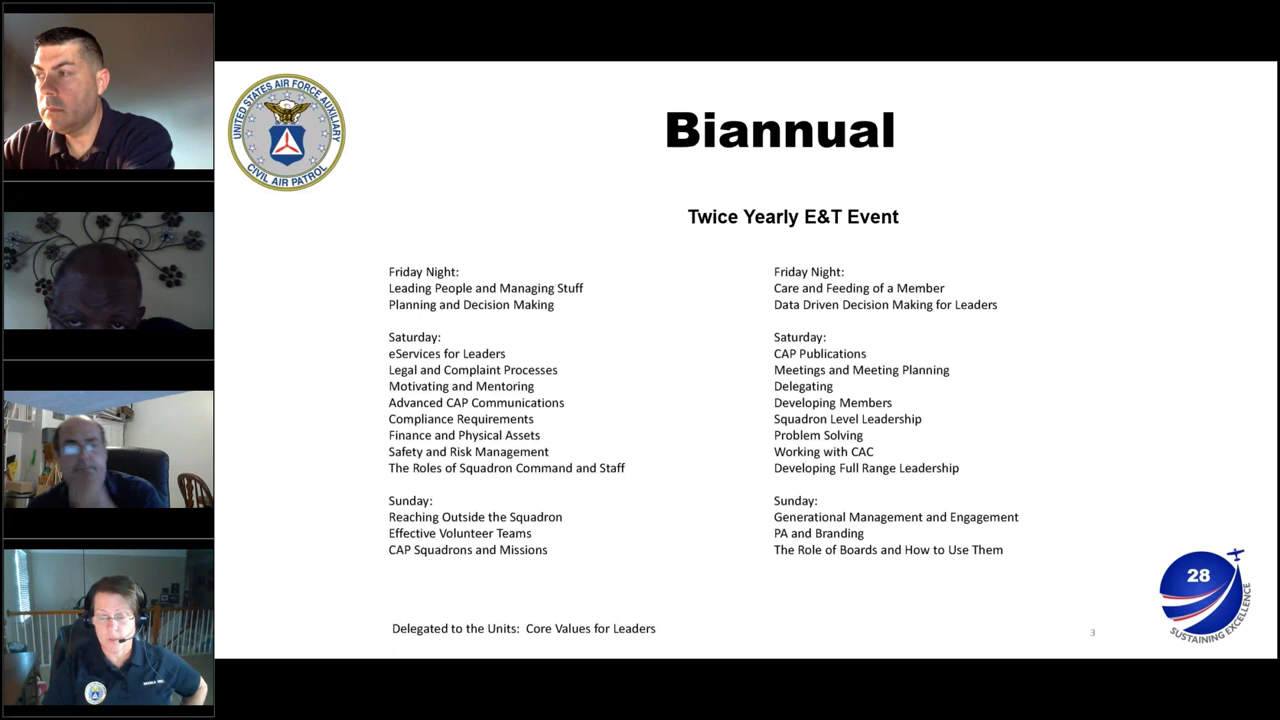 UNITED STATES AIR FORCE AUXILIARY
CIVIL AIR PATROL
Biannual
Twice Yearly E&T Event
Friday Night:
Leading People and Managing Stuff
Planning and Decision Making
Saturday:
eServices for Leaders
Legal and Complaint Processes
Motivating and Mentoring
Advanced CAP Communications
Compliance Requirements
Finance and Physical Assets
Safety and Risk Management
The Roles of Squadron Command and Staff
Sunday:
Reaching Outside the Squadron
Effective Volunteer Teams
CAP Squadrons and Missions
Friday Night:
Care and Feeding of a Member
Data Driven Decision Making for Leaders
Saturday:
CAP Publications
Meetings and Meeting Planning
Delegating
Developing Members
Squadron Level Leadership
Problem Solving
Working with CAC
Developing Full Range Leadership
Sunday:
Generational Management and Engagement
PA and Branding
The Role of Boards and How to Use Them
Delegated to the Units: Core Values for Leaders
3
28
SUSTAINING EXCELLENCE